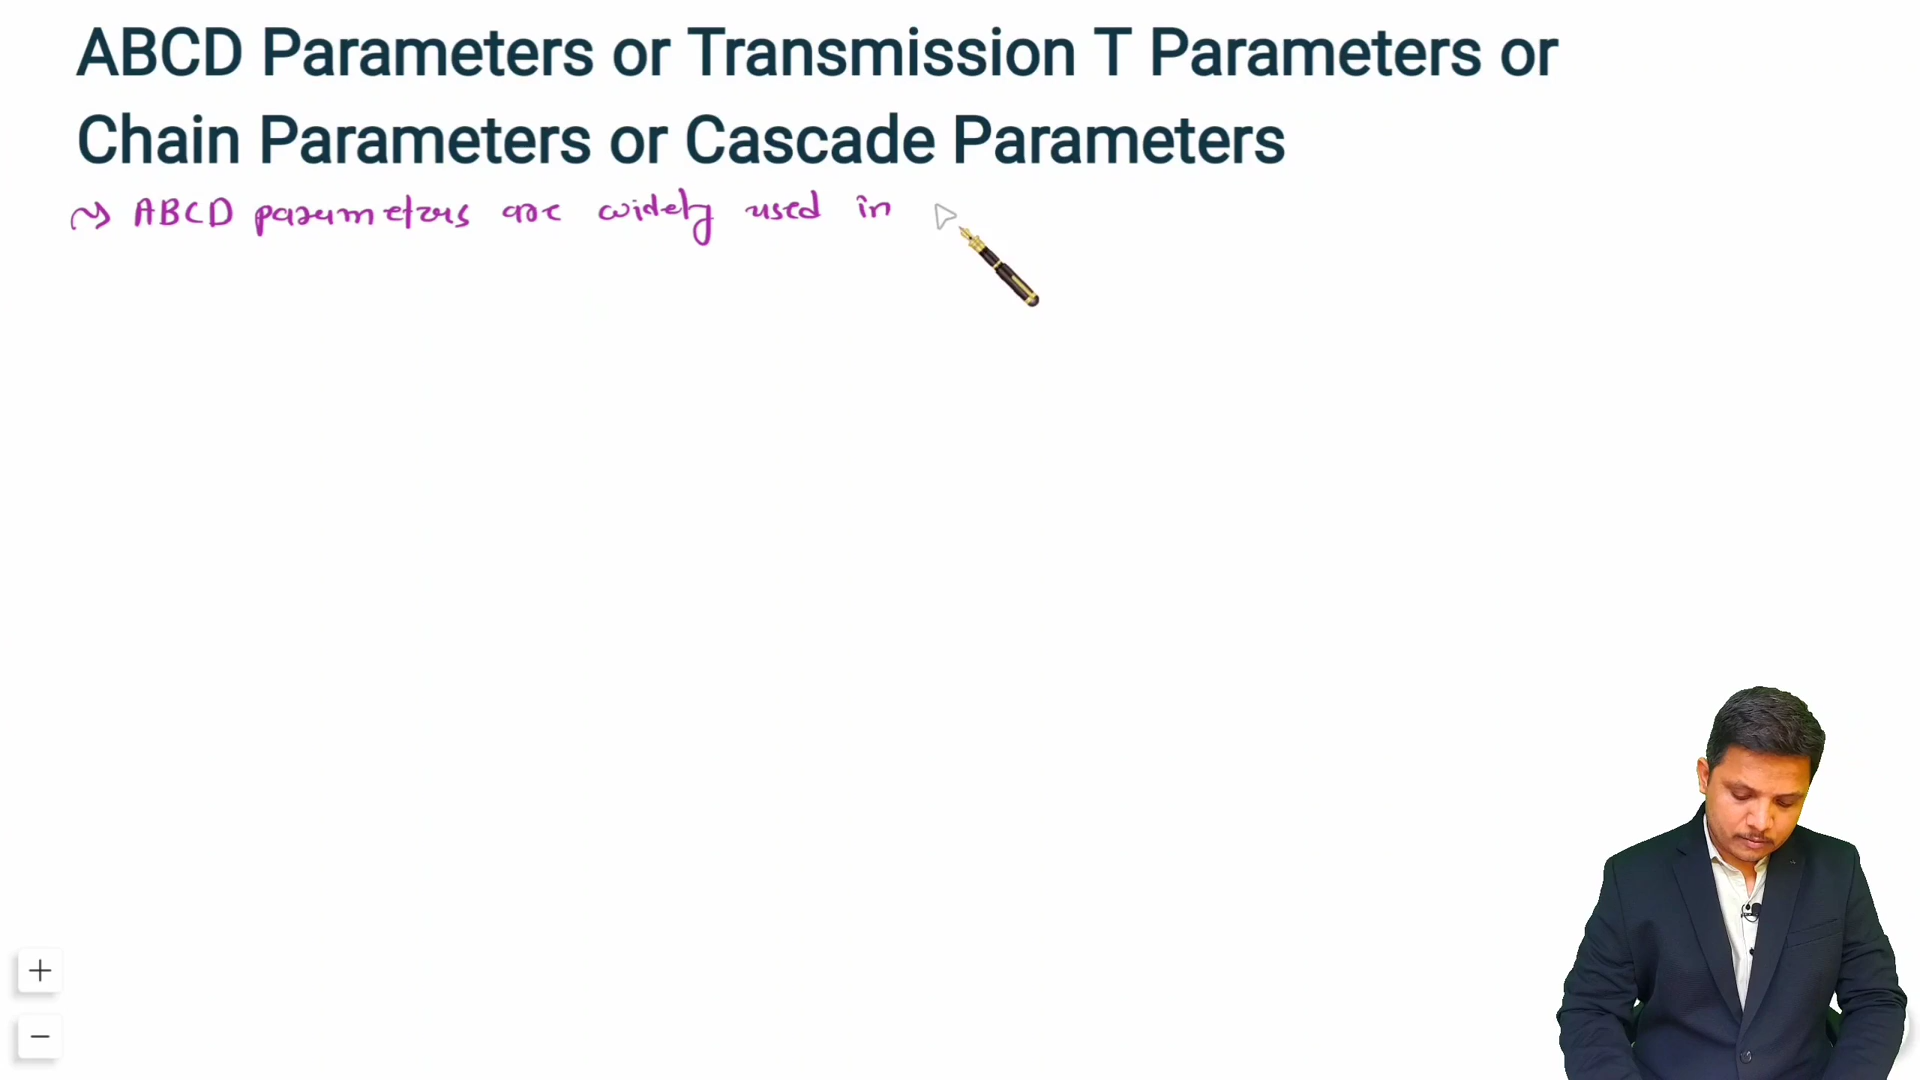 ABCD Parameters or Transmission T Parameters or
Chain Parameters or Cascade Parameters
ABCD parameters are widely used in